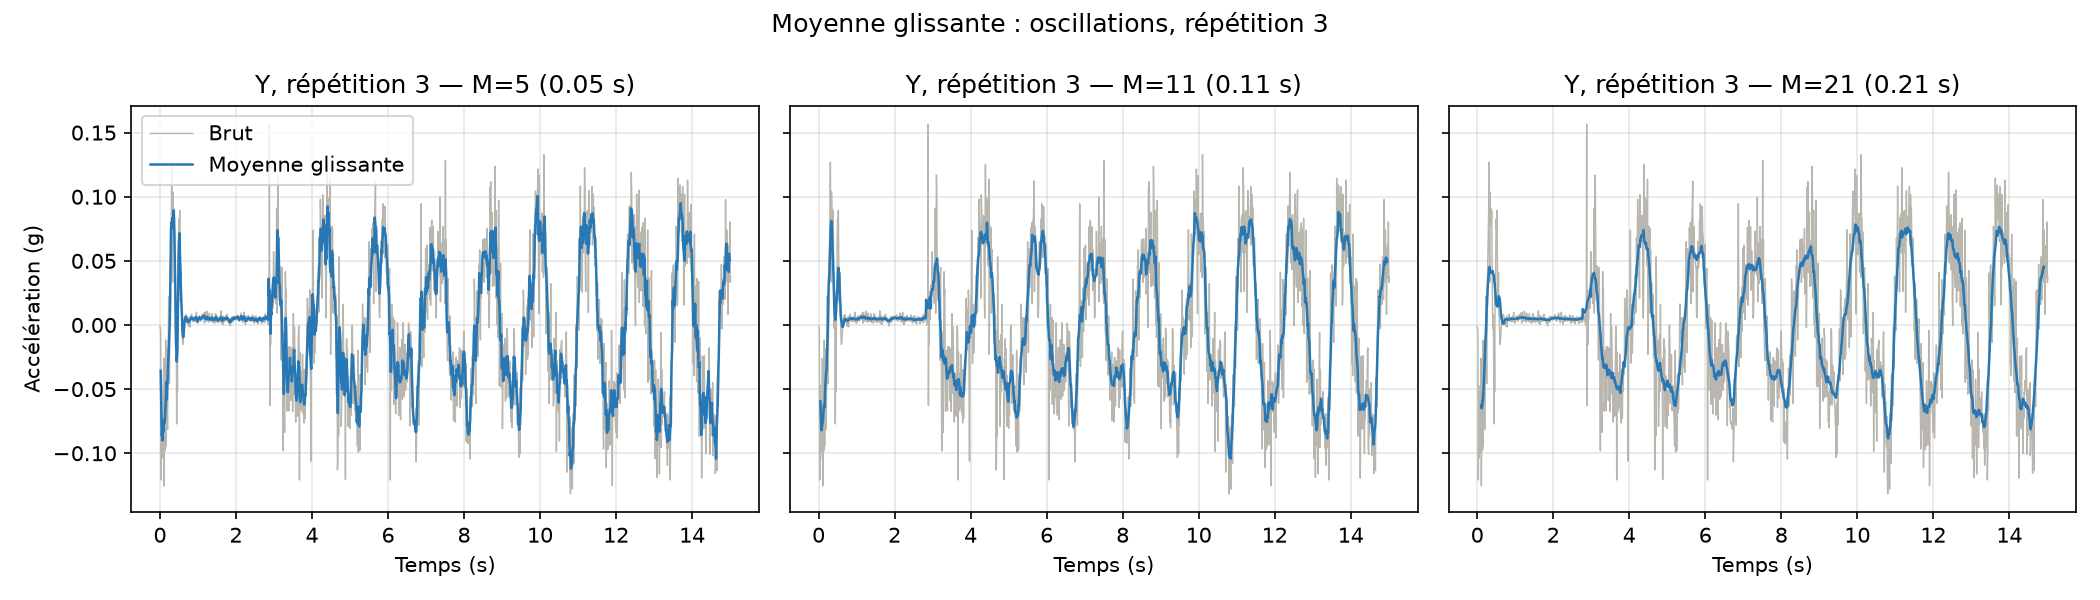 Moyenne glissante : oscillations, répétition 3
Y, répétition 3 — M=5 (0.05 s)
Y, répétition 3 — M=11 (0.11 s)
Y, répétition 3 — M=21 (0.21 s)
Brut
Moyenne glissante
Accélération (g)
0.15
0.10
0.05
0.00
−0.05
−0.10
0 2 4 6 8 10 12 14
0 2 4 6 8 10 12 14
0 2 4 6 8 10 12 14
Temps (s)
Temps (s)
Temps (s)